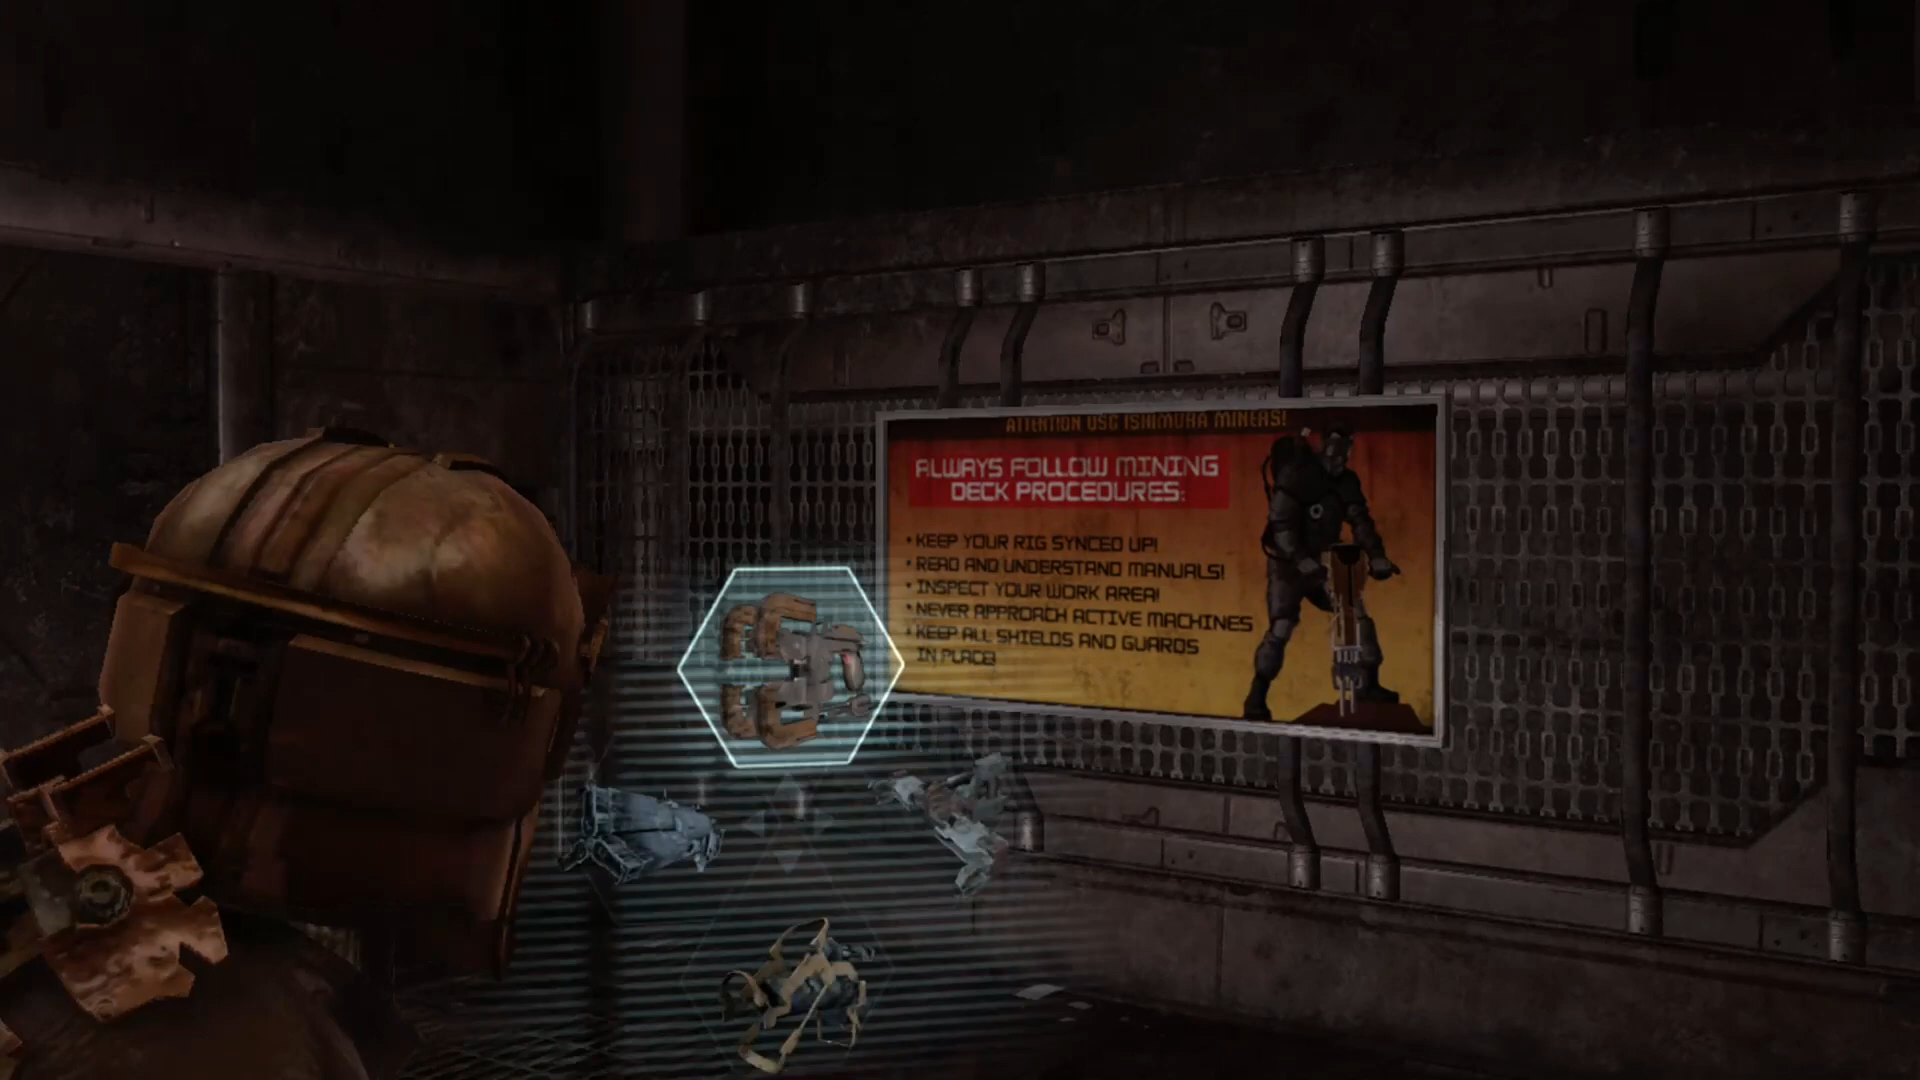 ATTENTION USG ISHIMURA MINERS!
ALWAYS FOLLOW MINING
DECK PROCEDURES:
• KEEP YOUR RIG SYNCED UP!
• READ AND UNDERSTAND MANUALS!
• INSPECT YOUR WORK AREA!
• NEVER APPROACH ACTIVE MACHINES
• KEEP ALL SHIELDS AND GUARDS
IN PLACE!